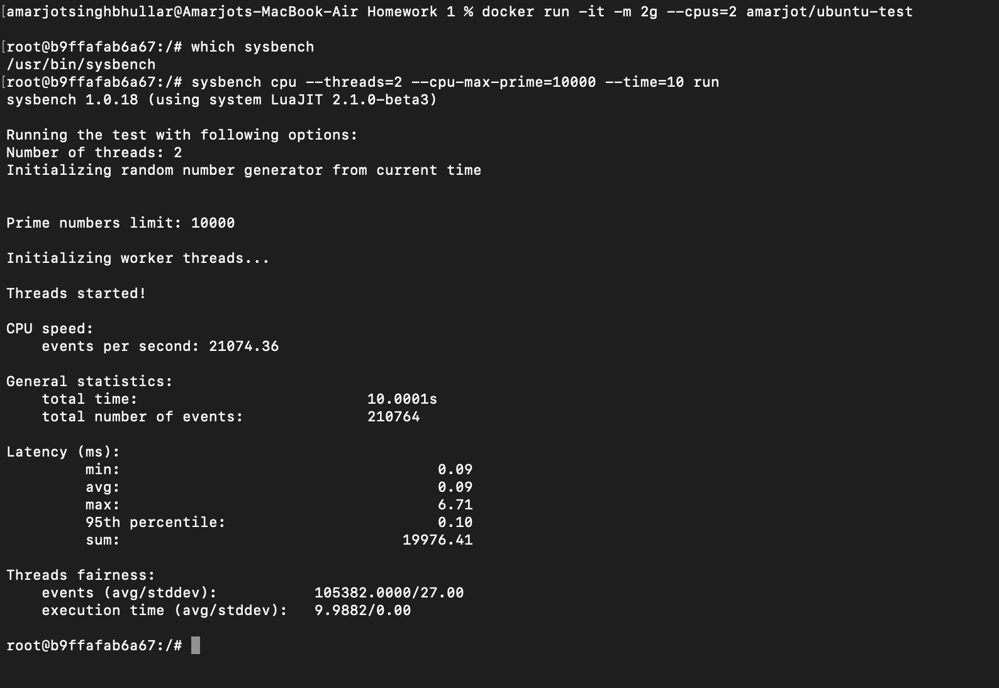 [amarjotsinghbhullar@Amarjots-MacBook-Air Homework 1 % docker run -it -m 2g --cpus=2 amarjot/ubuntu-test
[root@b9ffafab6a67:/# which sysbench
/usr/bin/sysbench
[root@b9ffafab6a67:/# sysbench cpu --threads=2 --cpu-max-prime=10000 --time=10 run
sysbench 1.0.18 (using system LuaJIT 2.1.0-beta3)
Running the test with following options:
Number of threads: 2
Initializing random number generator from current time
Prime numbers limit: 10000
Initializing worker threads...
Threads started!
CPU speed:
events per second: 21074.36
General statistics:
total time: 10.0001s
total number of events: 210764
Latency (ms):
min: 0.09
avg: 0.09
max: 6.71
95th percentile: 0.10
sum: 19976.41
Threads fairness:
events (avg/stddev): 105382.0000/27.00
execution time (avg/stddev): 9.9882/0.00
root@b9ffafab6a67:/#